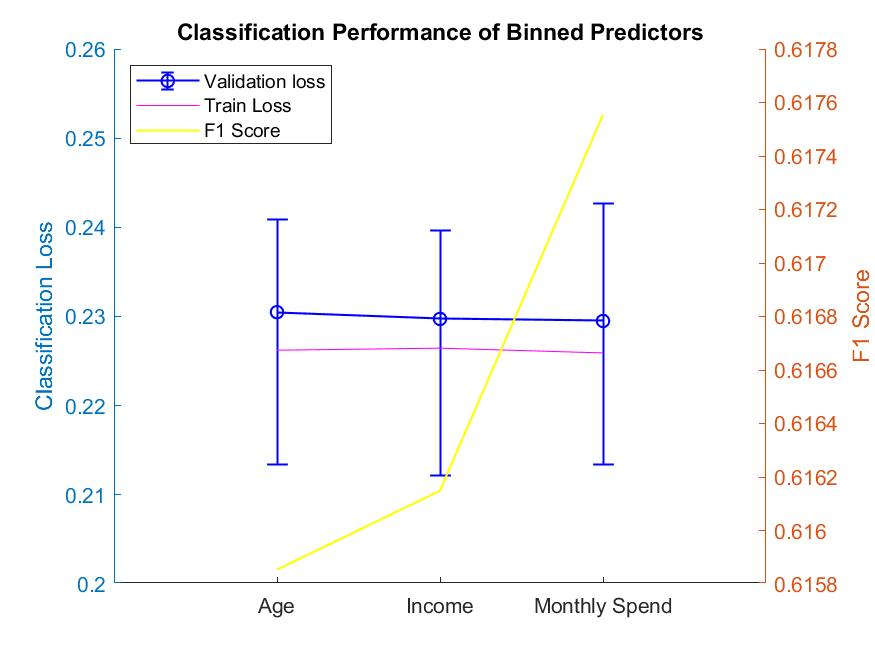 Classification Performance of Binned Predictors
0.26
0.25
0.24
0.23
0.22
0.21
0.2
Classification Loss
Validation loss
Train Loss
F1 Score
0.6178
0.6176
0.6174
0.6172
0.617
0.6168
0.6166
0.6164
0.6162
0.616
0.6158
F1 Score
Age Income Monthly Spend